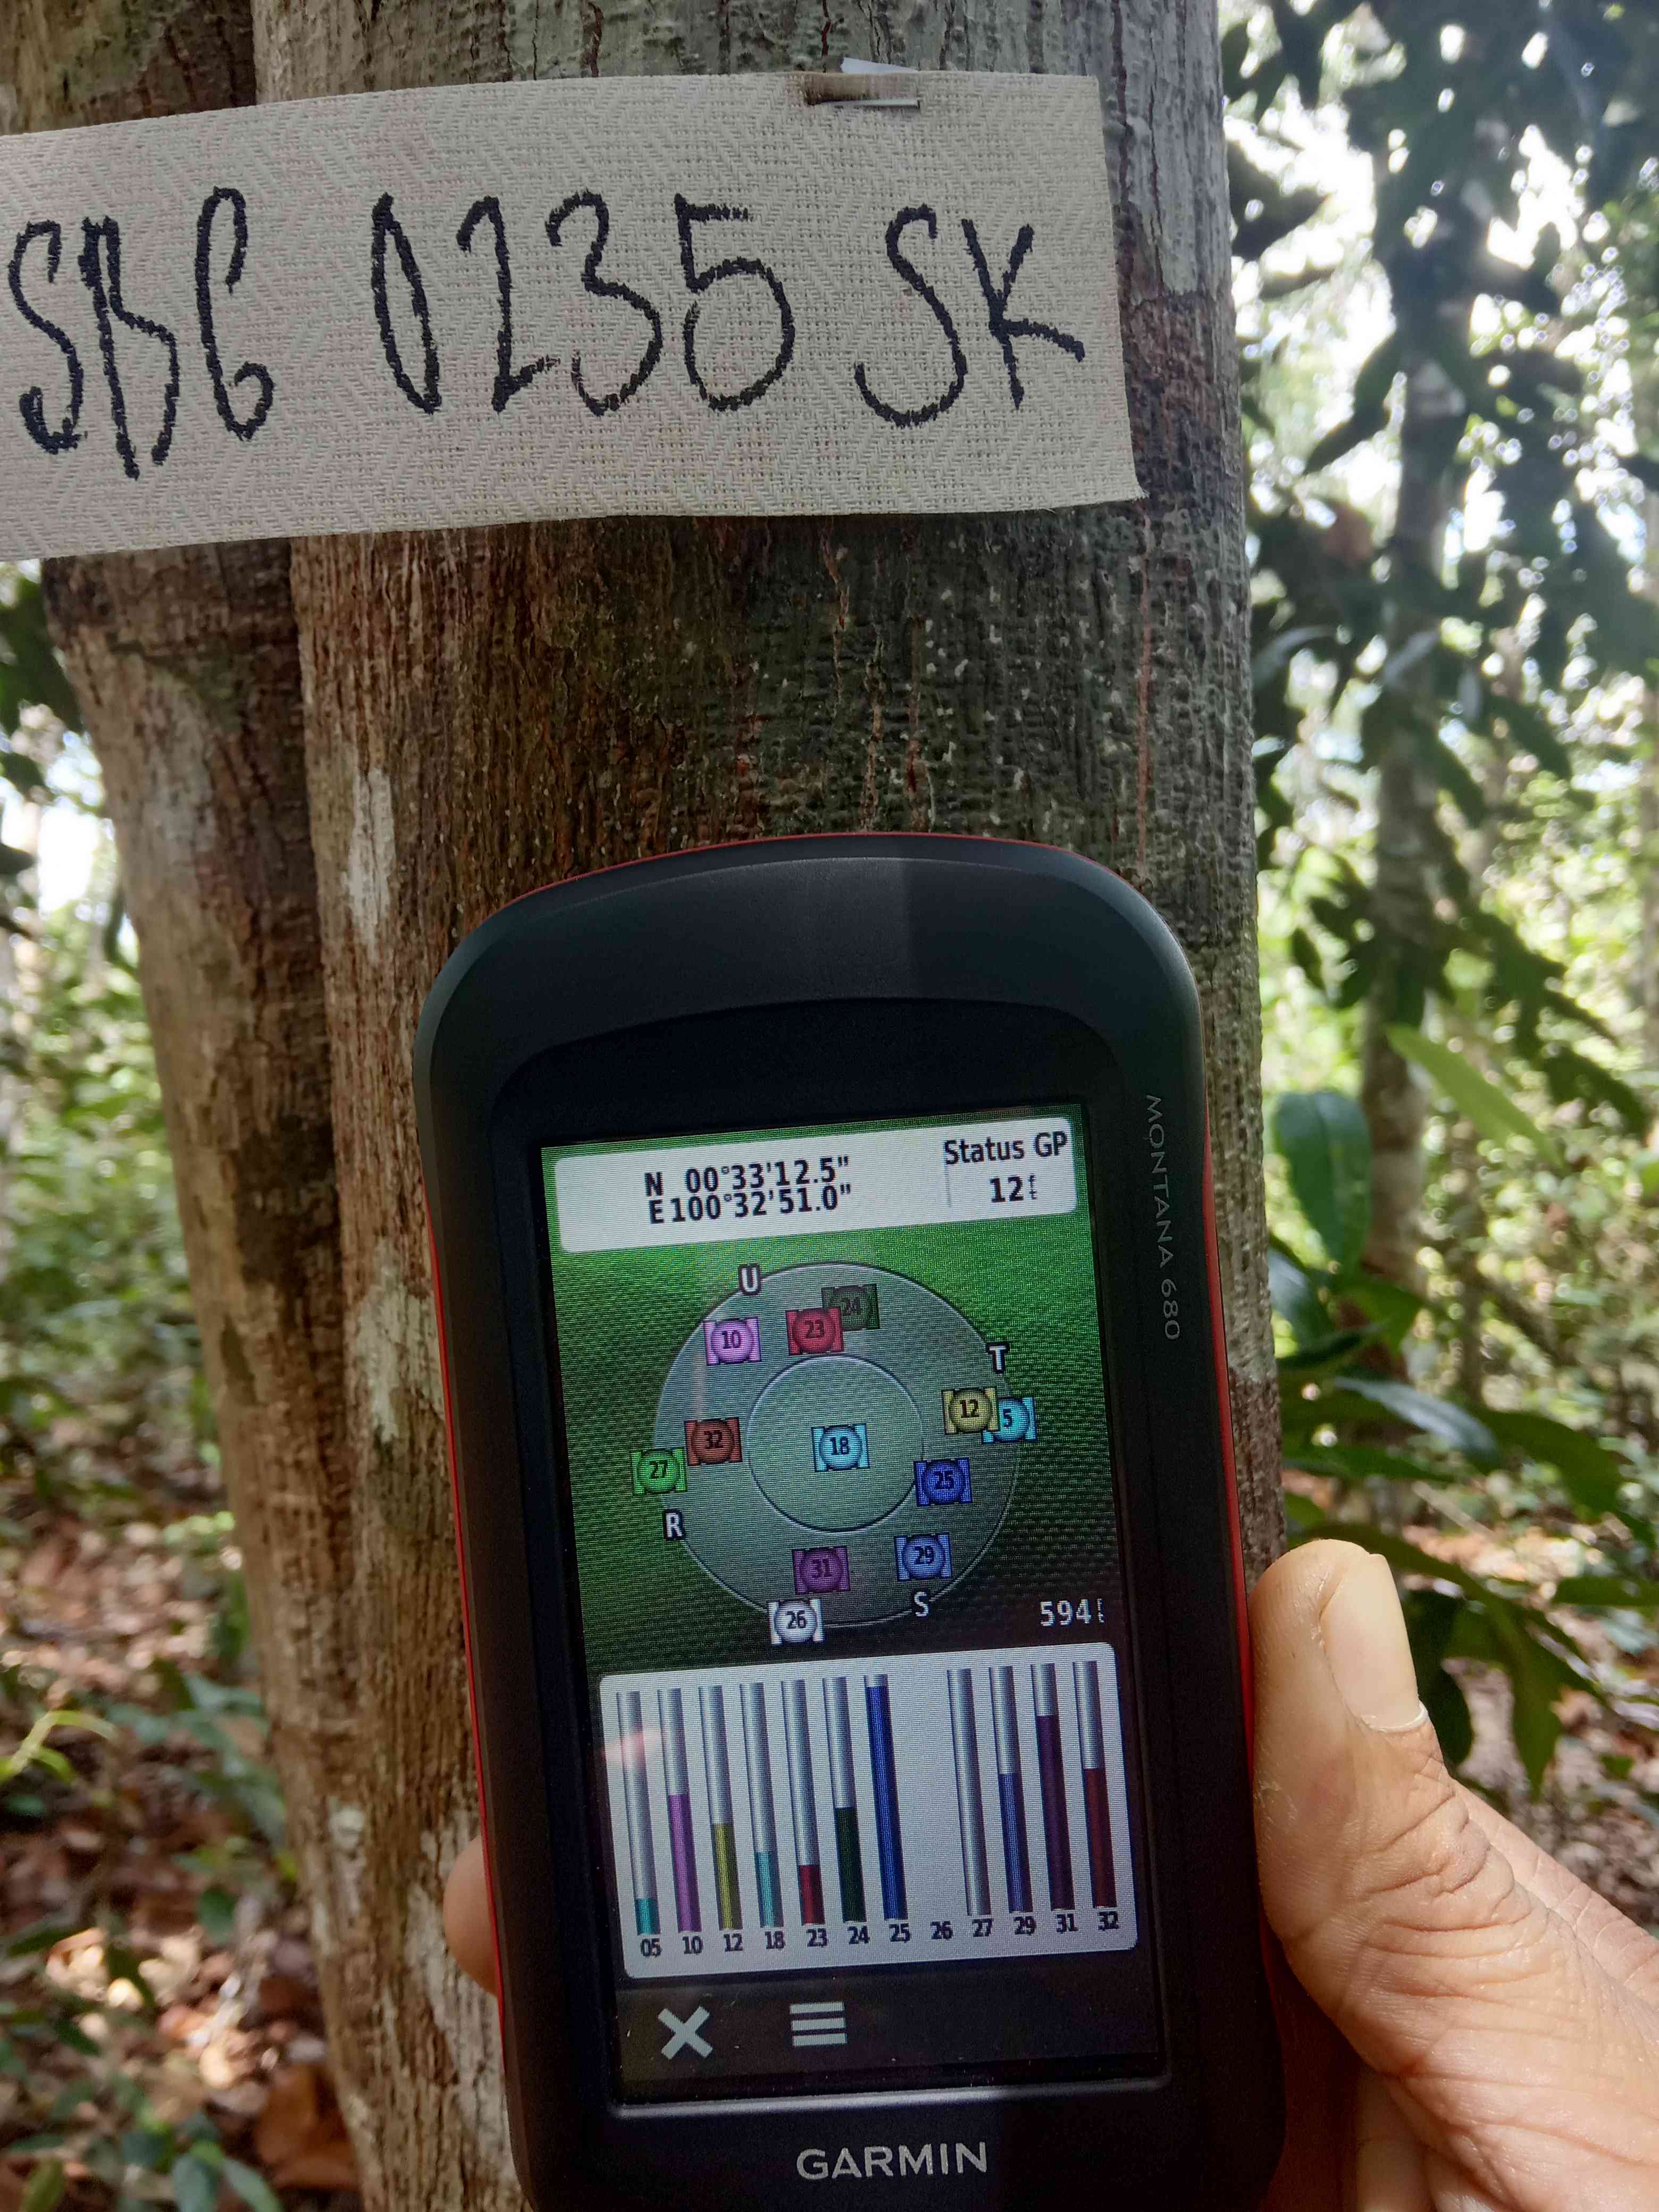 SBG 0235 SK
MONTANA 680
N 00°33'12.5"
E 100°32'51.0"
Status GP
12ft
U
24
10
23
T
12
5
32
18
27
25
R
31
29
26
S
594ft
05 10 12 18 23 24 25 26 27 29 31 32
GARMIN